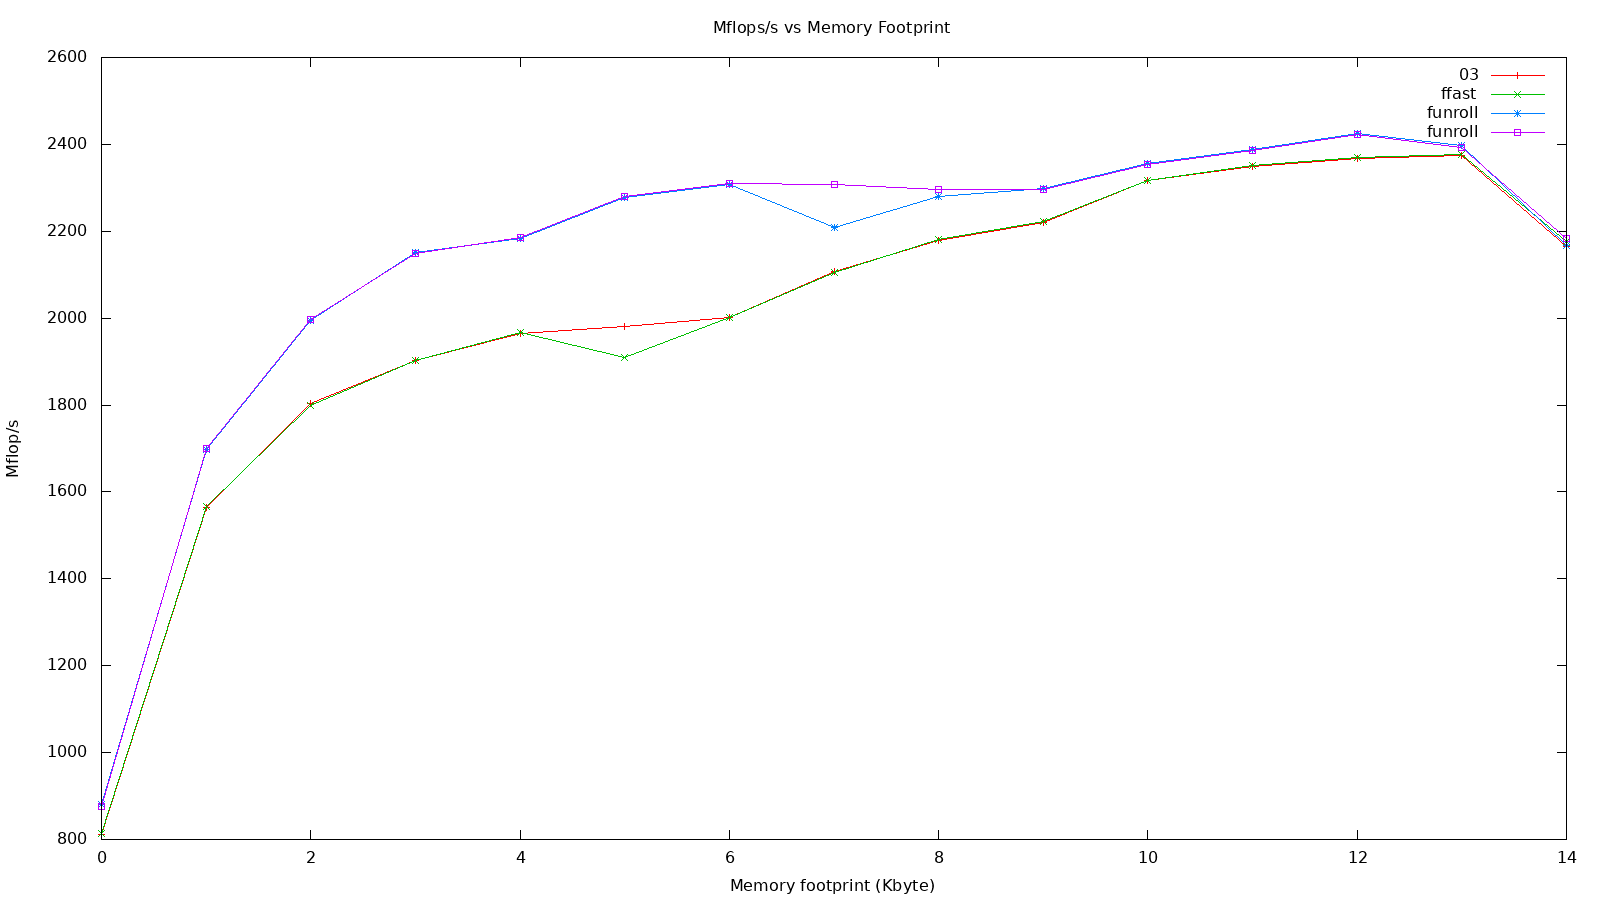 Mflops/s vs Memory Footprint
2600
2400
2200
2000
1800
1600
1400
1200
1000
800
Mflop/s
03
ffast
funroll
funroll
0 2 4 6 8 10 12 14
Memory footprint (Kbyte)